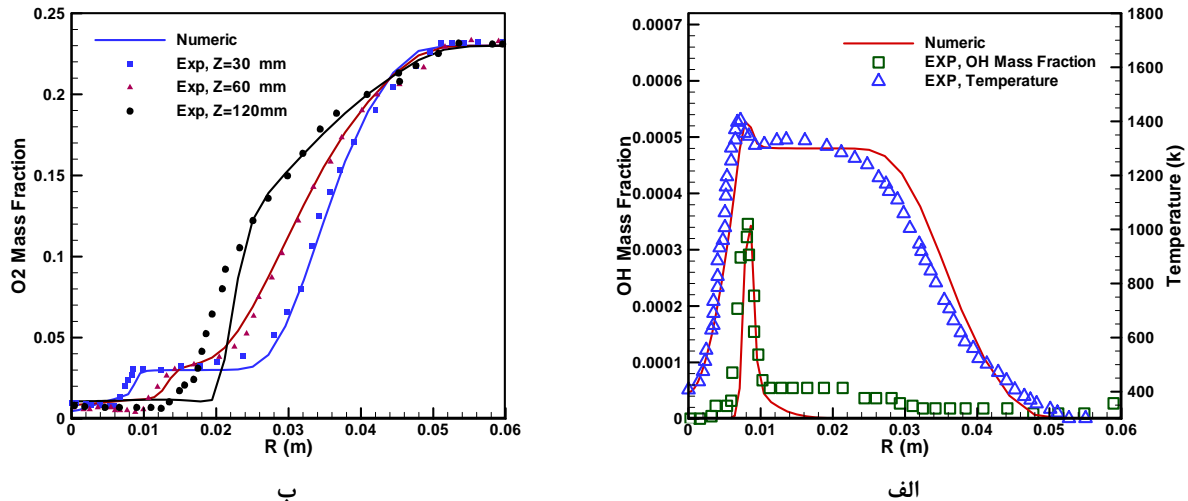 0.25
0.2
0.15
0.1
0.05
0
O2 Mass Fraction
Numeric
Exp, Z=30 mm
Exp, Z=60 mm
Exp, Z=120mm
0 0.01 0.02 0.03 0.04 0.05 0.06
R (m)
ب
0.0007
0.0006
0.0005
0.0004
0.0003
0.0002
0.0001
0
OH Mass Fraction
Numeric
EXP, OH Mass Fraction
EXP, Temperature
1800
1600
1400
1200
1000
800
600
400
Temperature (k)
0 0.01 0.02 0.03 0.04 0.05 0.06
R (m)
الف